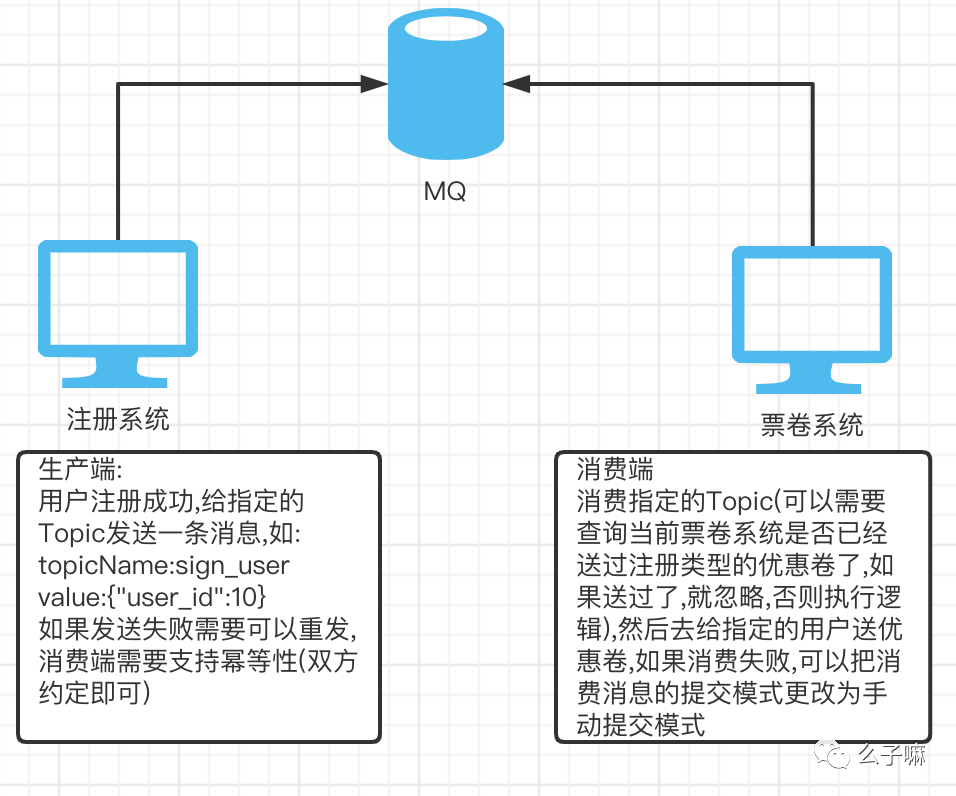 MQ
注册系统
票卷系统
生产端:
用户注册成功,给指定的
Topic发送一条消息,如:
topicName:sign_user
value:{"user_id":10}
如果发送失败需要可以重发,
消费端需要支持幂等性(双方
约定即可)
消费端
消费指定的Topic(可以需要
查询当前票卷系统是否已经
送过注册类型的优惠卷了,如
果送过了,就忽略,否则执行逻
辑),然后去给指定的用户送优
惠卷,如果消费失败,可以把消
费消息的提交模式更改为手
动提交模式
么子嘛